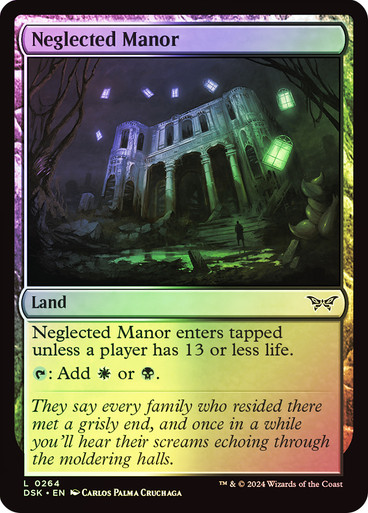 Neglected Manor
Land
Neglected Manor enters tapped
unless a player has 13 or less life.
: Add or .
They say every family who resided there
met a grisly end, and once in a while
you'll hear their screams echoing through
the moldering halls.
L 0264
DSK • EN Carlos Palma Cruchaga
™ & © 2024 Wizards of the Coast